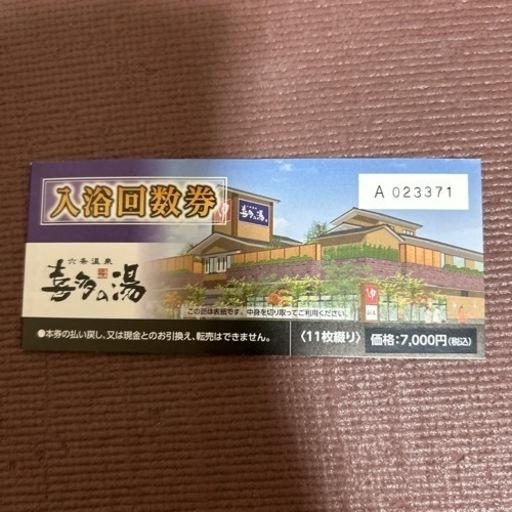 入浴回数券
A 023371
喜多の湯
六条温泉
喜多の湯
この部は表紙です。中身を切り取ってご利用ください。
●本券の払い戻し、又は現金とのお引換え、転売はできません。
〈11枚綴り〉
価格:7,000円(税込)